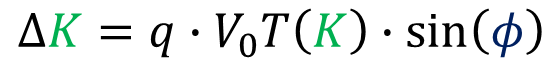 Δ𝐾 = 𝑞 ⋅ 𝑉₀𝑇(𝐾) ⋅ sin(𝜙)